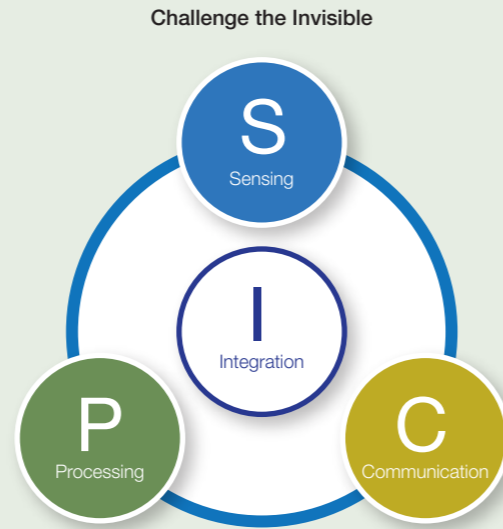 Challenge the Invisible
S
Sensing
I
Integration
P
Processing
C
Communication